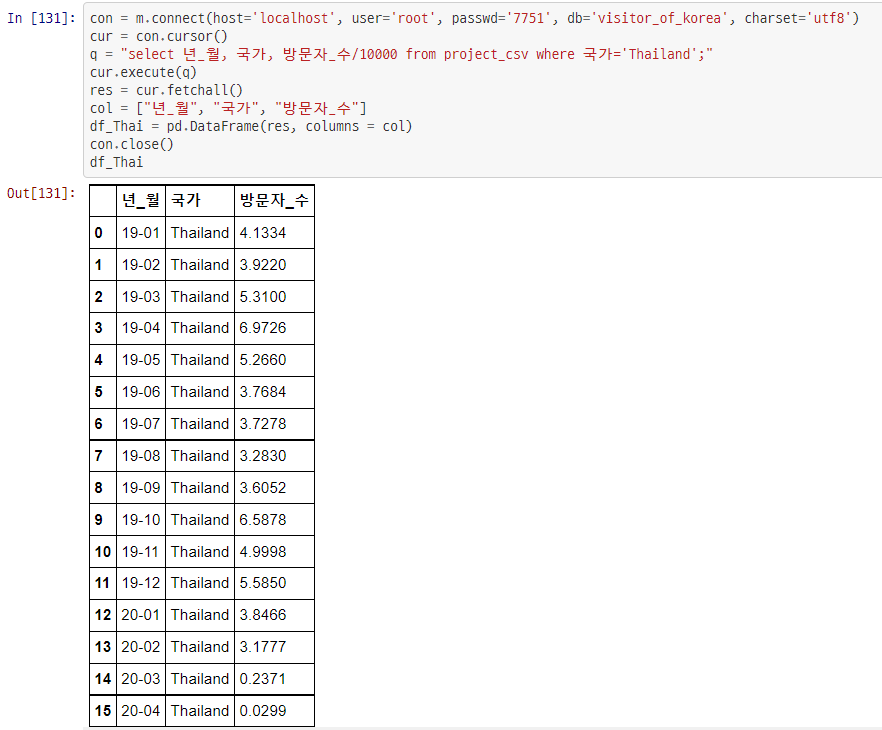 In [131]: con = m.connect(host='localhost', user='root', passwd='7751', db='visitor_of_korea', charset='utf8')
cur = con.cursor()
q = "select 년_월, 국가, 방문자_수/10000 from project_csv where 국가='Thailand';"
cur.execute(q)
res = cur.fetchall()
col = ["년_월", "국가", "방문자_수"]
df_Thai = pd.DataFrame(res, columns = col)
con.close()
df_Thai
Out[131]:
년_월 국가 방문자_수
0 19-01 Thailand 4.1334
1 19-02 Thailand 3.9220
2 19-03 Thailand 5.3100
3 19-04 Thailand 6.9726
4 19-05 Thailand 5.2660
5 19-06 Thailand 3.7684
6 19-07 Thailand 3.7278
7 19-08 Thailand 3.2830
8 19-09 Thailand 3.6052
9 19-10 Thailand 6.5878
10 19-11 Thailand 4.9998
11 19-12 Thailand 5.5850
12 20-01 Thailand 3.8466
13 20-02 Thailand 3.1777
14 20-03 Thailand 0.2371
15 20-04 Thailand 0.0299